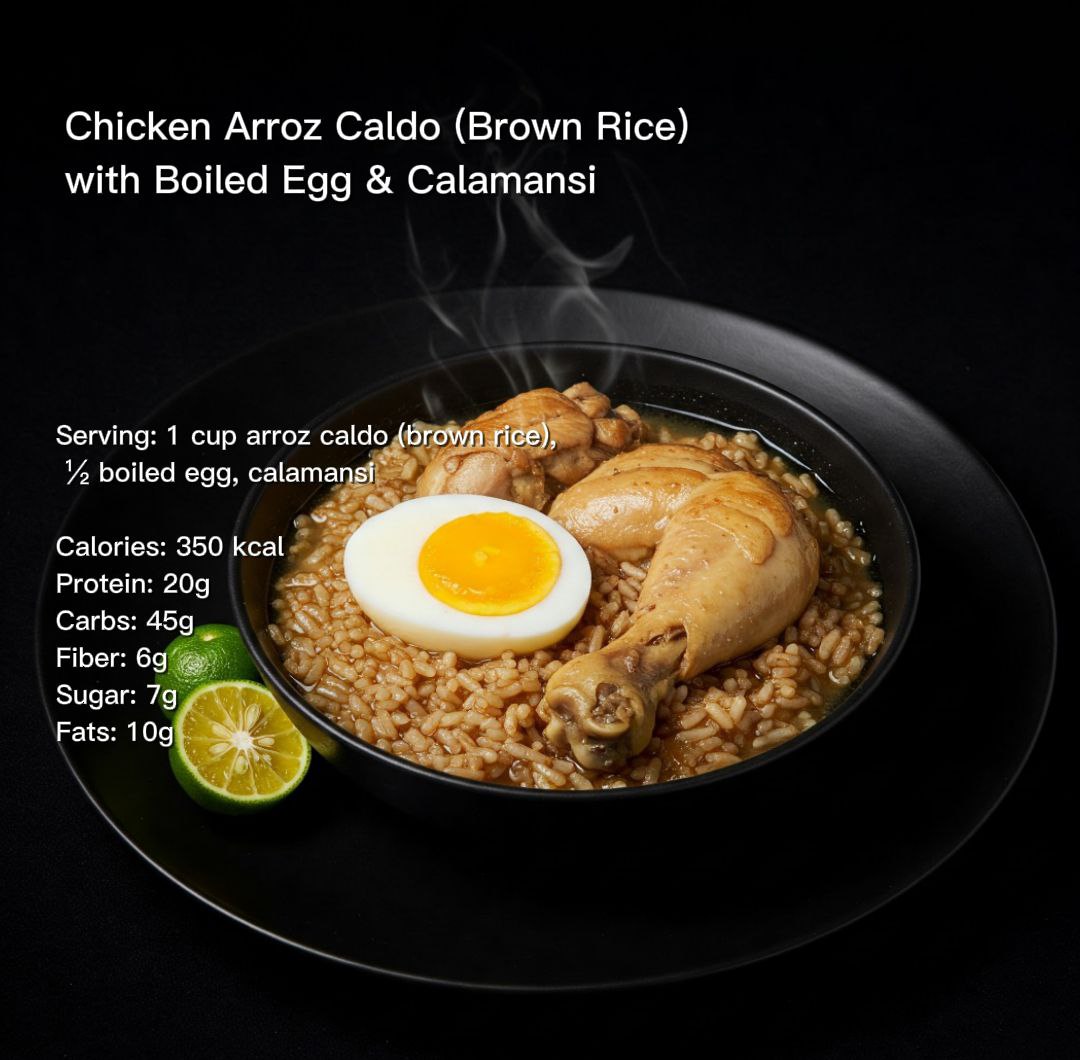 Chicken Arroz Caldo (Brown Rice)
with Boiled Egg & Calamansi
Serving: 1 cup arroz caldo (brown rice),
½ boiled egg, calamansi
Calories: 350 kcal
Protein: 20g
Carbs: 45g
Fiber: 6g
Sugar: 7g
Fats: 10g